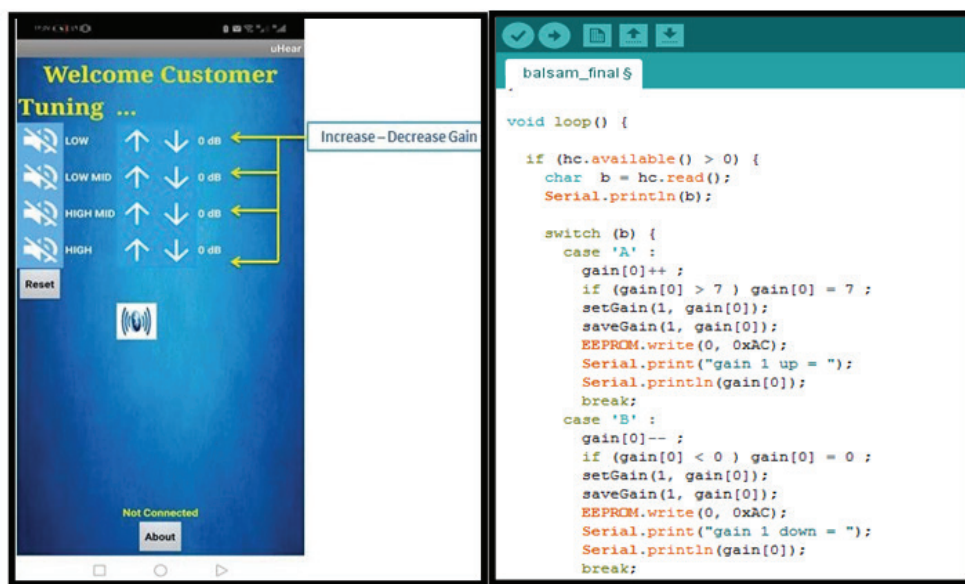 uHear
Welcome Customer
Tuning ...
LOW 0 dB
LOW MID 0 dB
HIGH MID 0 dB
HIGH 0 dB
Reset
Not Connected
About
Increase – Decrease Gain
balsam_final §
void loop() {
if (hc.available() > 0) {
char b = hc.read();
Serial.println(b);
switch (b) {
case 'A' :
gain[0]++ ;
if (gain[0] > 7 ) gain[0] = 7 ;
setGain(1, gain[0]);
saveGain(1, gain[0]);
EEPROM.write(0, 0xAC);
Serial.print("gain 1 up = ");
Serial.println(gain[0]);
break;
case 'B' :
gain[0]-- ;
if (gain[0] < 0 ) gain[0] = 0 ;
setGain(1, gain[0]);
saveGain(1, gain[0]);
EEPROM.write(0, 0xAC);
Serial.print("gain 1 down = ");
Serial.println(gain[0]);
break;